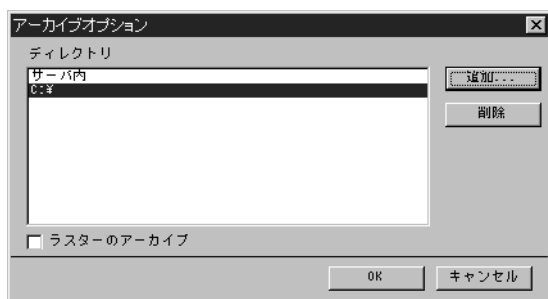 アーカイブオプション
ディレクトリ
サーバ内
C:¥
追加...
削除
ラスターのアーカイブ
OK
キャンセル